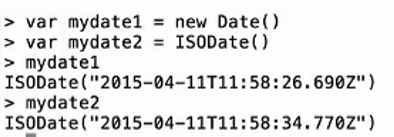 > var mydate1 = new Date()
> var mydate2 = ISODate()
> mydate1
ISODate("2015-04-11T11:58:26.690Z")
> mydate2
ISODate("2015-04-11T11:58:34.770Z")